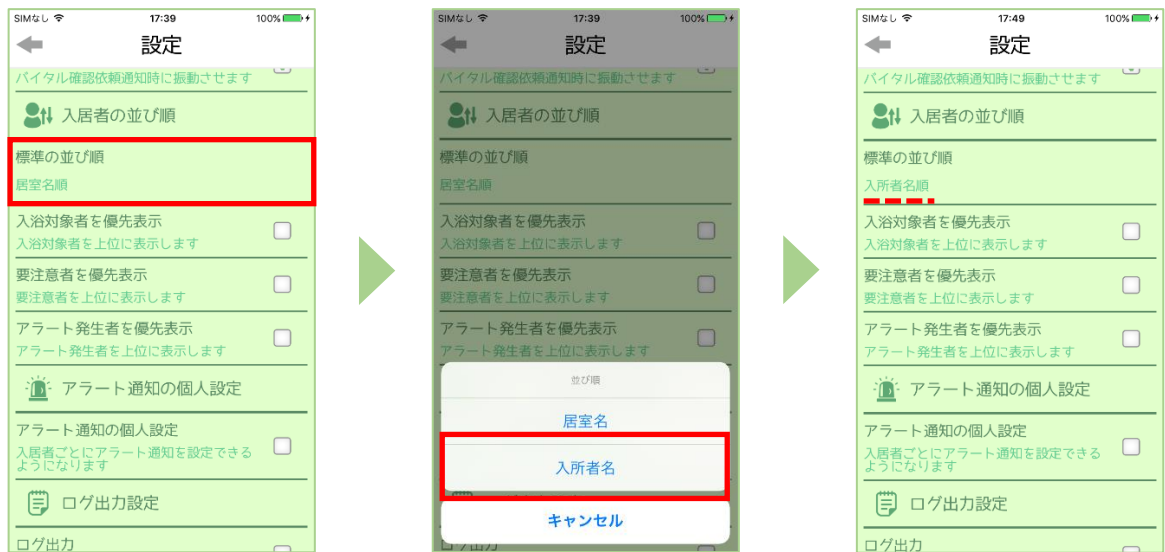 SIMなし 17:39 100%
設定
バイタル確認依頼通知時に振動させます
入居者の並び順
標準の並び順
居室名順
入浴対象者を優先表示
入浴対象者を上位に表示します
要注意者を優先表示
要注意者を上位に表示します
アラート発生者を優先表示
アラート発生者を上位に表示します
アラート通知の個人設定
アラート通知の個人設定
入居者ごとにアラート通知を設定できる
ようになります
ログ出力設定
ログ出力
SIMなし 17:39 100%
設定
バイタル確認依頼通知時に振動させます
入居者の並び順
標準の並び順
居室名順
入浴対象者を優先表示
入浴対象者を上位に表示します
要注意者を優先表示
要注意者を上位に表示します
アラート発生者を優先表示
アラート発生者を上位に表示します
並び順
居室名
入所者名
キャンセル
ログ出力
SIMなし 17:49 100%
設定
バイタル確認依頼通知時に振動させます
入居者の並び順
標準の並び順
入所者名順
入浴対象者を優先表示
入浴対象者を上位に表示します
要注意者を優先表示
要注意者を上位に表示します
アラート発生者を優先表示
アラート発生者を上位に表示します
アラート通知の個人設定
アラート通知の個人設定
入居者ごとにアラート通知を設定できる
ようになります
ログ出力設定
ログ出力